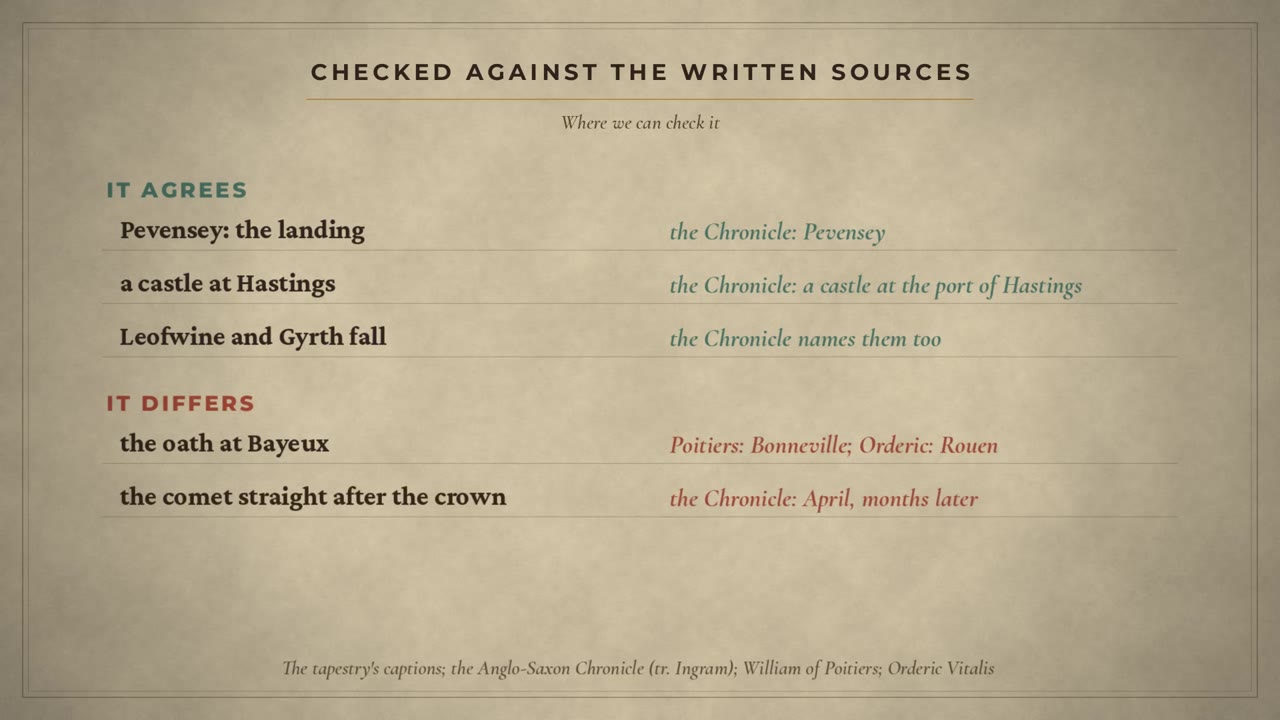 CHECKED AGAINST THE WRITTEN SOURCES
Where we can check it
IT AGREES
Pevensey: the landing the Chronicle: Pevensey
a castle at Hastings the Chronicle: a castle at the port of Hastings
Leofwine and Gyrth fall the Chronicle names them too
IT DIFFERS
the oath at Bayeux Poitiers: Bonneville; Orderic: Rouen
the comet straight after the crown the Chronicle: April, months later
The tapestry's captions; the Anglo-Saxon Chronicle (tr. Ingram); William of Poitiers; Orderic Vitalis